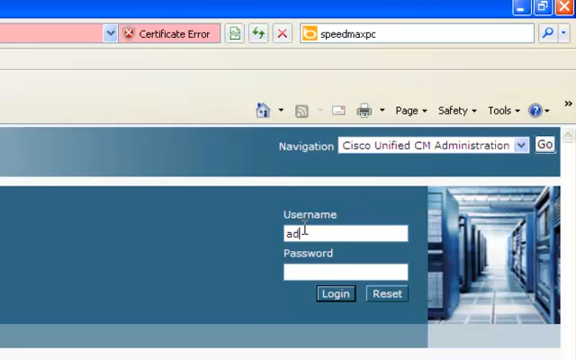 Certificate Error
speedmaxpc
Page Safety Tools
»
Navigation Cisco Unified CM Administration Go
Username
ad
Password
Login Reset